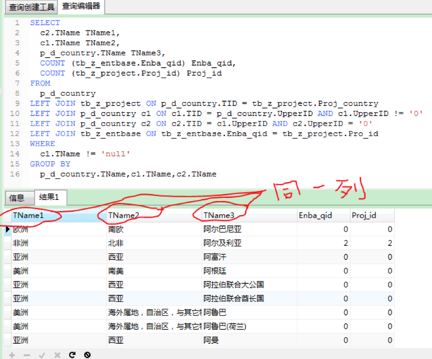 查询创建工具 查询编辑器
1 SELECT
2 c2.TName TName1,
3 c1.TName TName2,
4 p_d_country.TName TName3,
5 COUNT (tb_z_entbase.Enba_qid) Enba_qid,
6 COUNT (tb_z_project.Proj_id) Proj_id
7 FROM
8 p_d_country
9 LEFT JOIN tb_z_project ON p_d_country.TID = tb_z_project.Proj_country
10 LEFT JOIN p_d_country c1 ON c1.TID = p_d_country.UpperID AND c1.UpperID != '0'
11 LEFT JOIN p_d_country c2 ON c2.TID = c1.UpperID AND c2.UpperID = '0'
12 LEFT JOIN tb_z_entbase ON tb_z_entbase.Enba_qid = tb_z_project.Pro_id
13 WHERE
14 c1.TName != 'null'
15 GROUP BY
16 p_d_country.TName,c1.TName,c2.TName
同一列
信息 结果1
TName1 TName2 TName3 Enba_qid Proj_id
欧洲 南欧 阿尔巴尼亚 0 0
非洲 北非 阿尔及利亚 2 2
亚洲 西亚 阿富汗 0 0
美洲 南美 阿根廷 0 0
亚洲 西亚 阿拉伯联合大公国 0 0
亚洲 西亚 阿拉伯联合酋长国 0 0
美洲 海外属地，自治区，与其它 阿鲁巴 0 0
美洲 海外属地，自治区，与其它 阿鲁巴(荷兰) 0 0
亚洲 西亚 阿曼 0 0